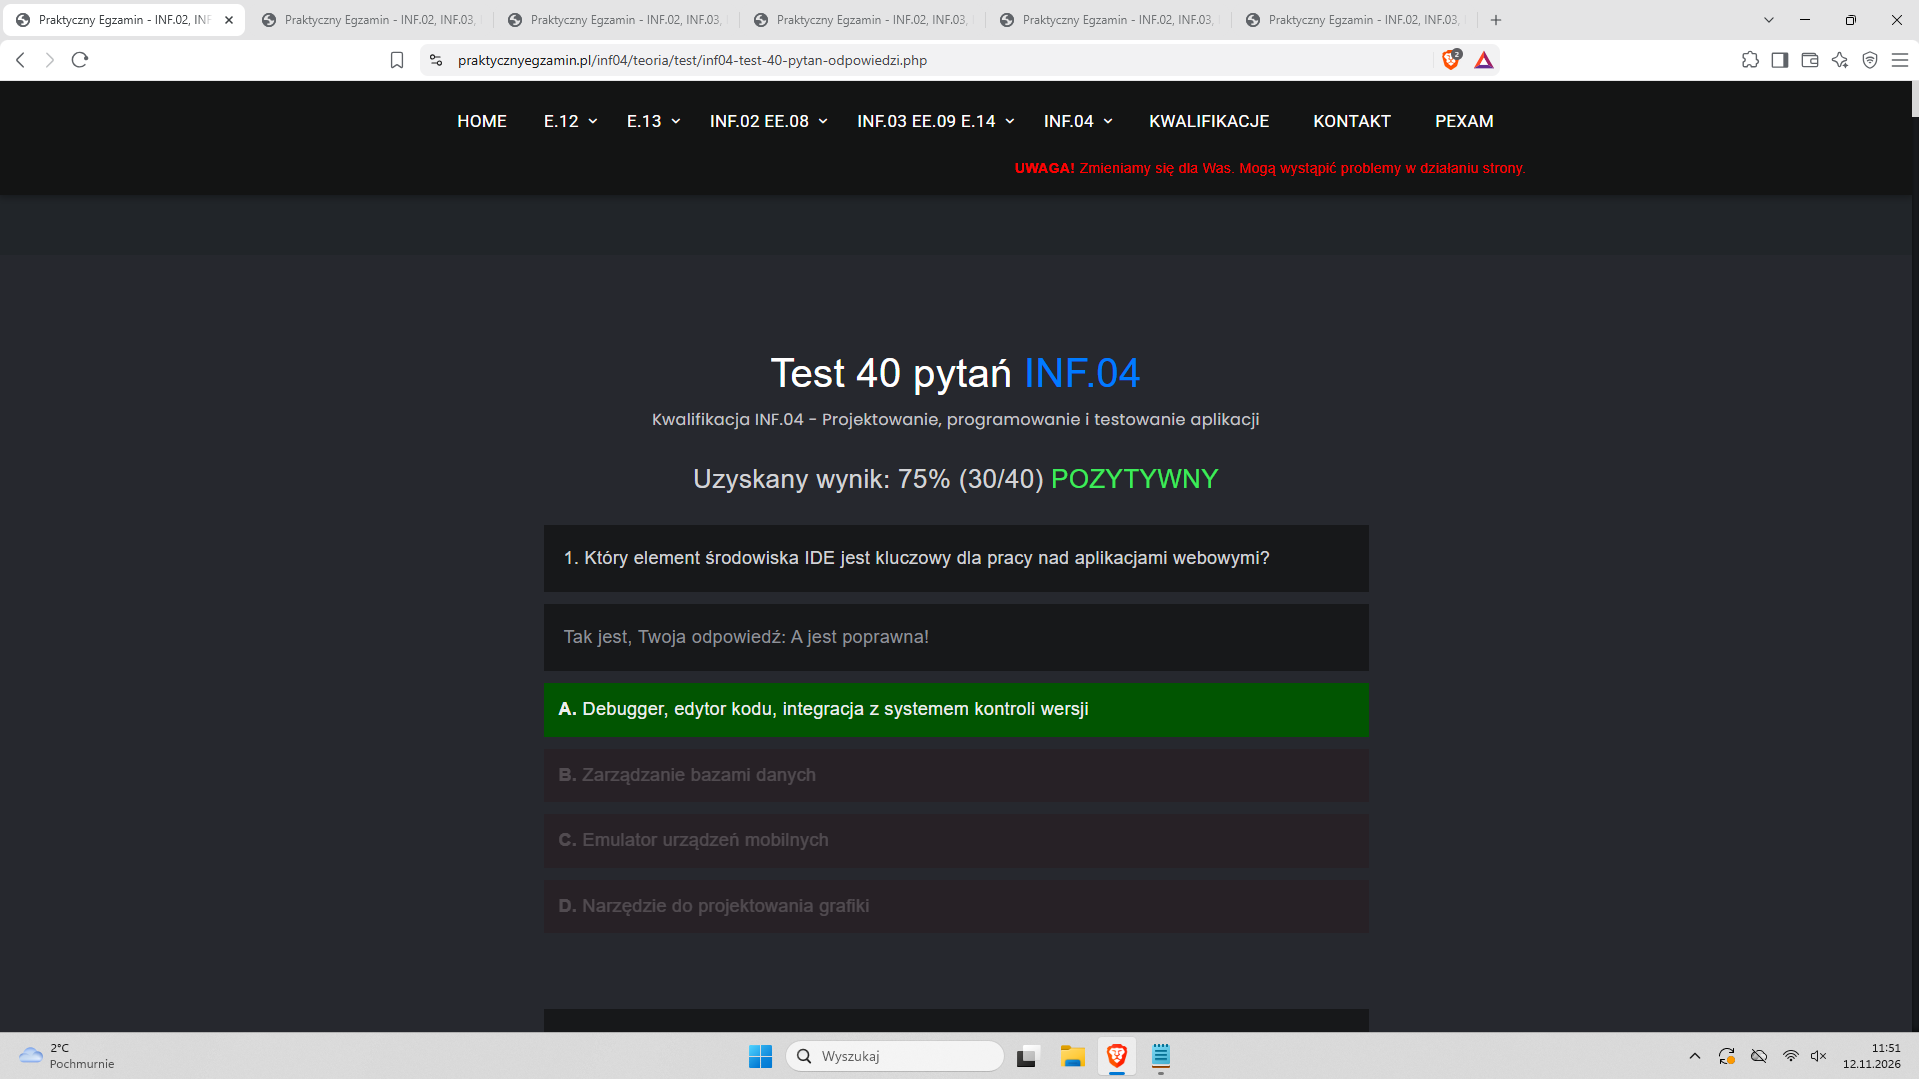 Praktyczny Egzamin - INF.02, INF
Praktyczny Egzamin - INF.02, INF.03,
Praktyczny Egzamin - INF.02, INF.03,
Praktyczny Egzamin - INF.02, INF.03,
Praktyczny Egzamin - INF.02, INF.03,
Praktyczny Egzamin - INF.02, INF.03,
praktycznyegzamin.pl/inf04/teoria/test/inf04-test-40-pytan-odpowiedzi.php
2
HOME E.12 E.13 INF.02 EE.08 INF.03 EE.09 E.14 INF.04 KWALIFIKACJE KONTAKT PEXAM
UWAGA! Zmieniamy się dla Was. Mogą wystąpić problemy w działaniu strony.
Test 40 pytań INF.04
Kwalifikacja INF.04 - Projektowanie, programowanie i testowanie aplikacji
Uzyskany wynik: 75% (30/40) POZYTYWNY
1. Który element środowiska IDE jest kluczowy dla pracy nad aplikacjami webowymi?
Tak jest, Twoja odpowiedź: A jest poprawna!
A. Debugger, edytor kodu, integracja z systemem kontroli wersji
B. Zarządzanie bazami danych
C. Emulator urządzeń mobilnych
D. Narzędzie do projektowania grafiki
2°C
Pochmurnie
Wyszukaj
11:51
12.11.2026